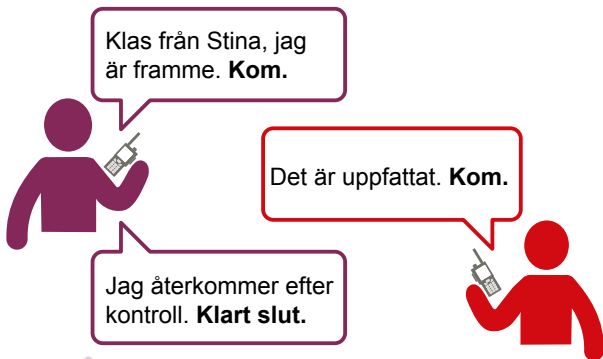 Klas från Stina, jag
är framme. Kom.
Det är uppfattat. Kom.
Jag återkommer efter
kontroll. Klart slut.